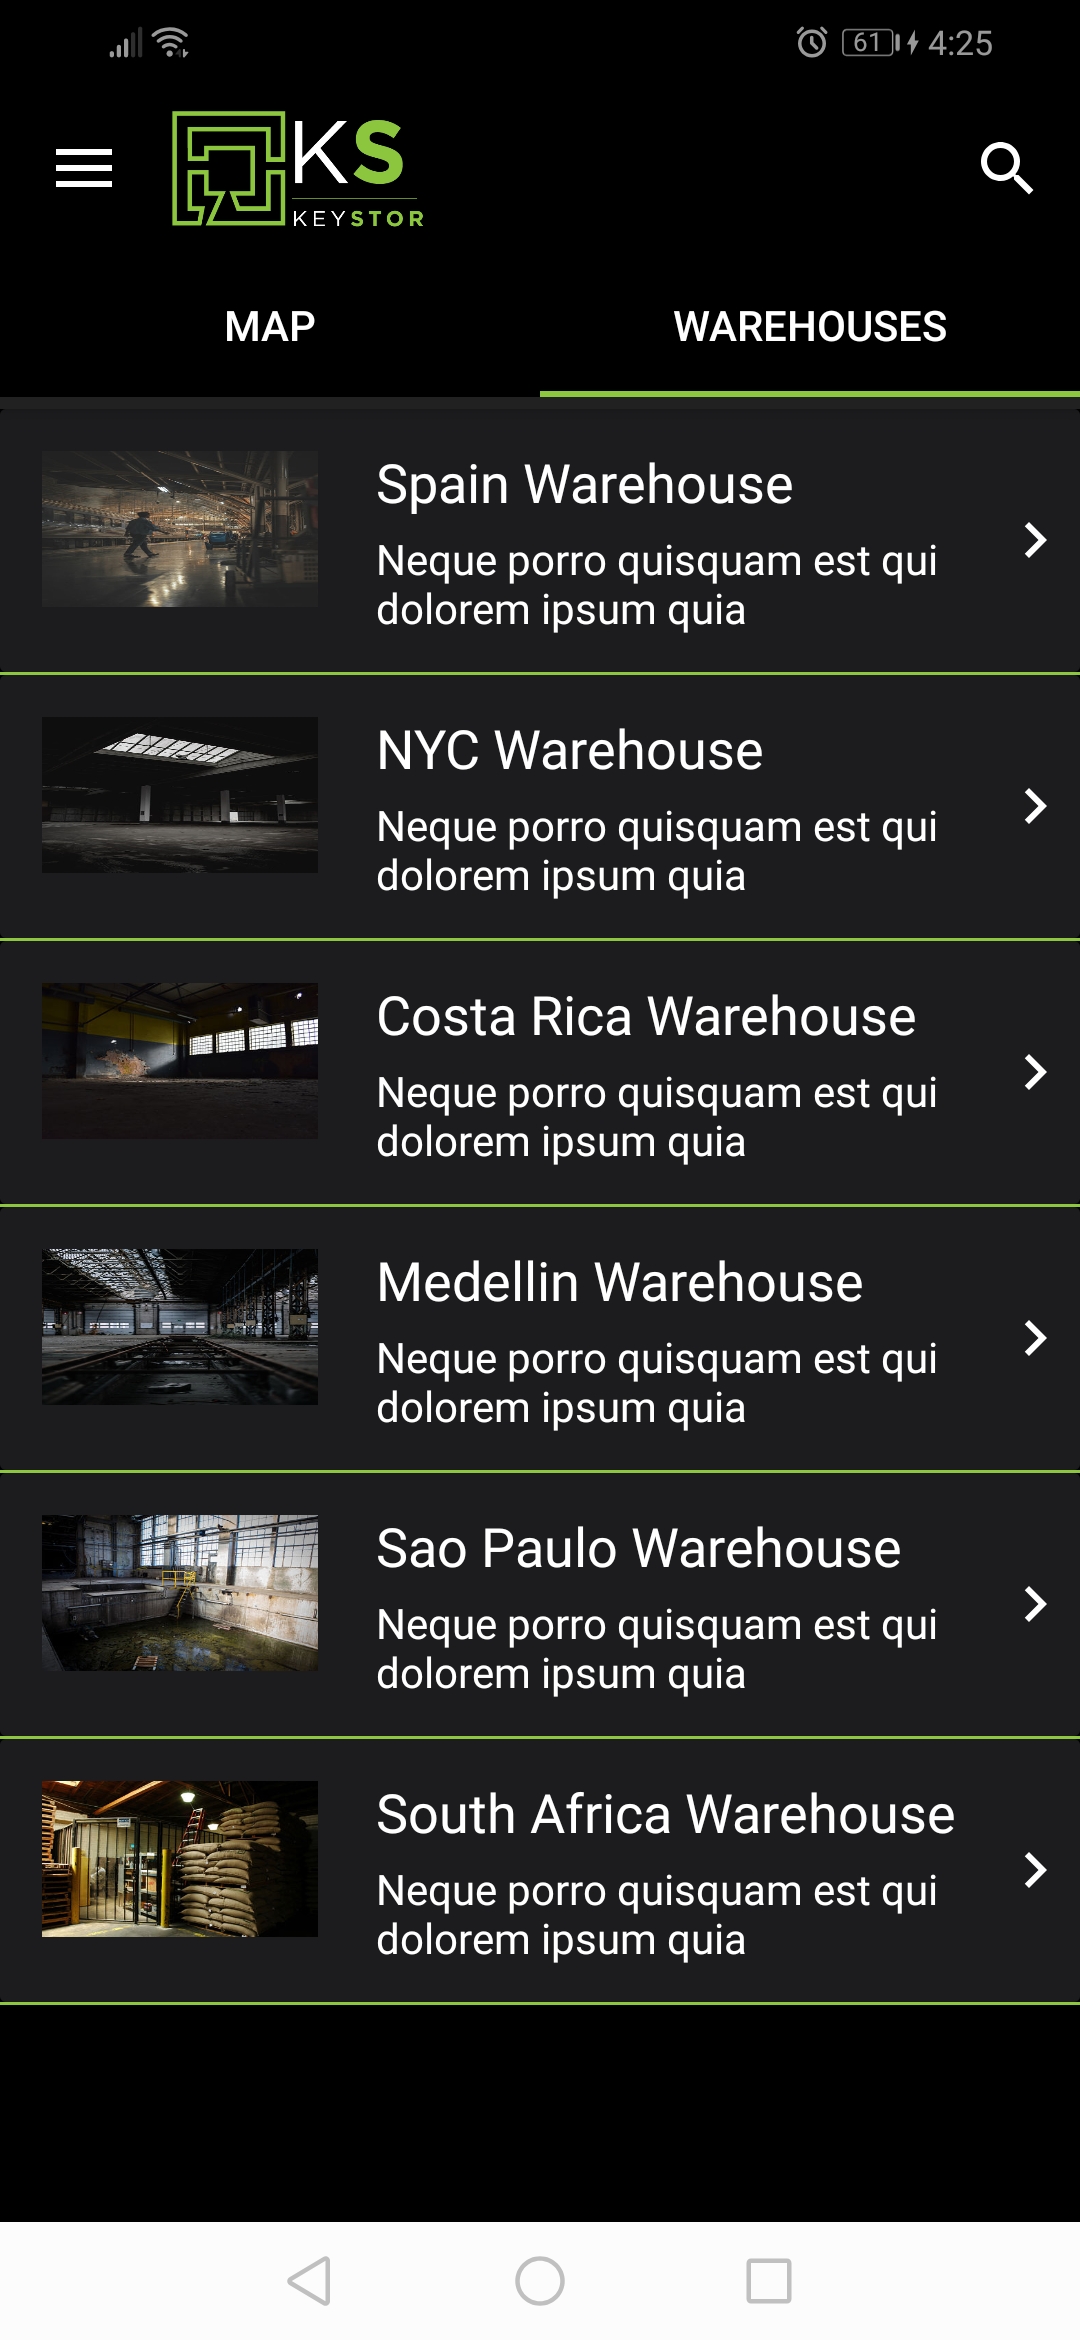 61 4:25
KS
KEYSTOR
MAP WAREHOUSES
Spain Warehouse
Neque porro quisquam est qui
dolorem ipsum quia
NYC Warehouse
Neque porro quisquam est qui
dolorem ipsum quia
Costa Rica Warehouse
Neque porro quisquam est qui
dolorem ipsum quia
Medellin Warehouse
Neque porro quisquam est qui
dolorem ipsum quia
Sao Paulo Warehouse
Neque porro quisquam est qui
dolorem ipsum quia
South Africa Warehouse
Neque porro quisquam est qui
dolorem ipsum quia